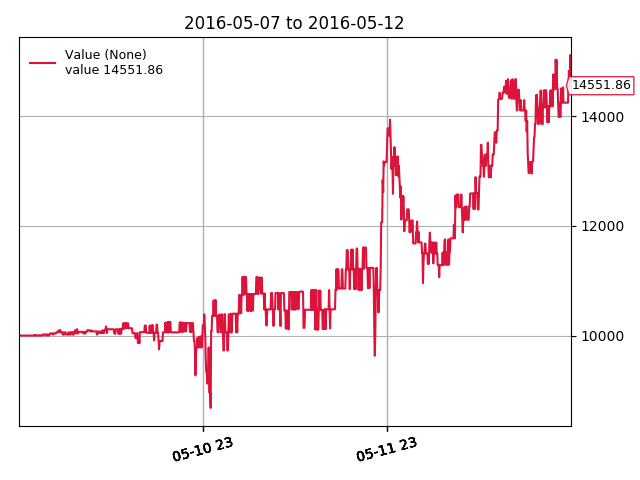 2016-05-07 to 2016-05-12
Value (None)
value 14551.86
14551.86
14000
12000
10000
05-10 23
05-11 23